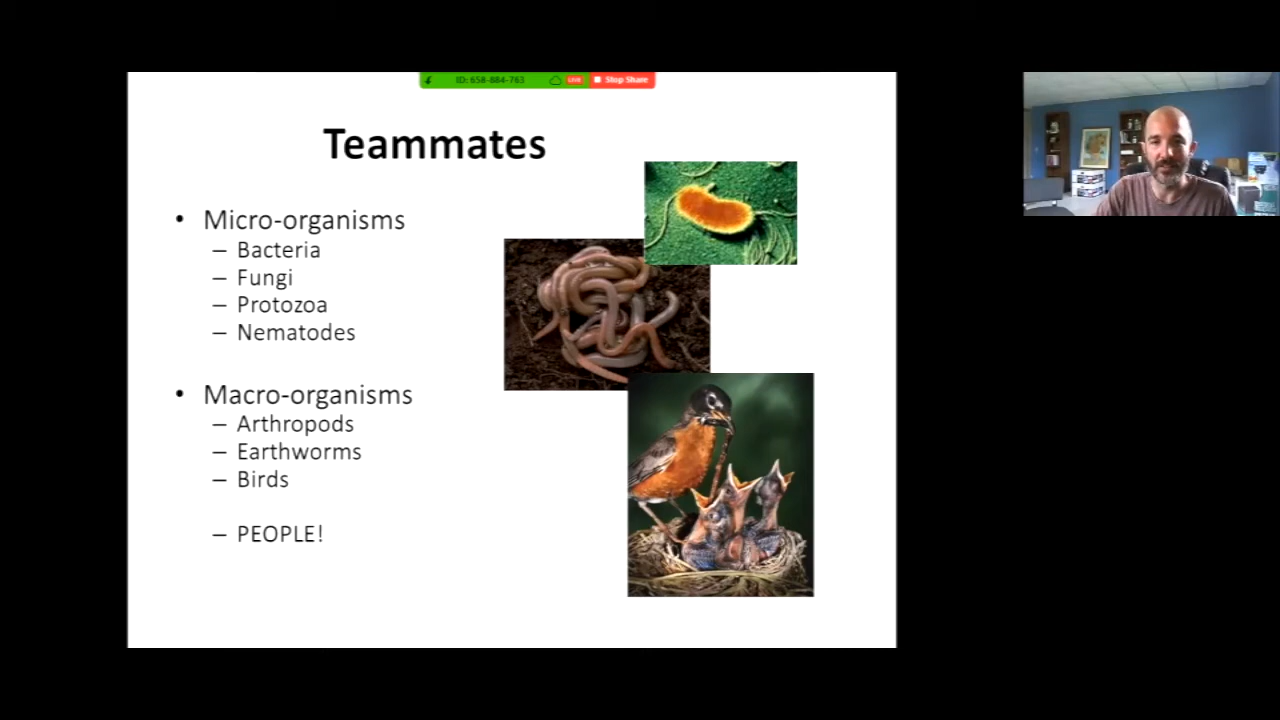 ID: 658-884-763 LIVE Stop Share
Teammates
• Micro-organisms
– Bacteria
– Fungi
– Protozoa
– Nematodes
• Macro-organisms
– Arthropods
– Earthworms
– Birds
– PEOPLE!